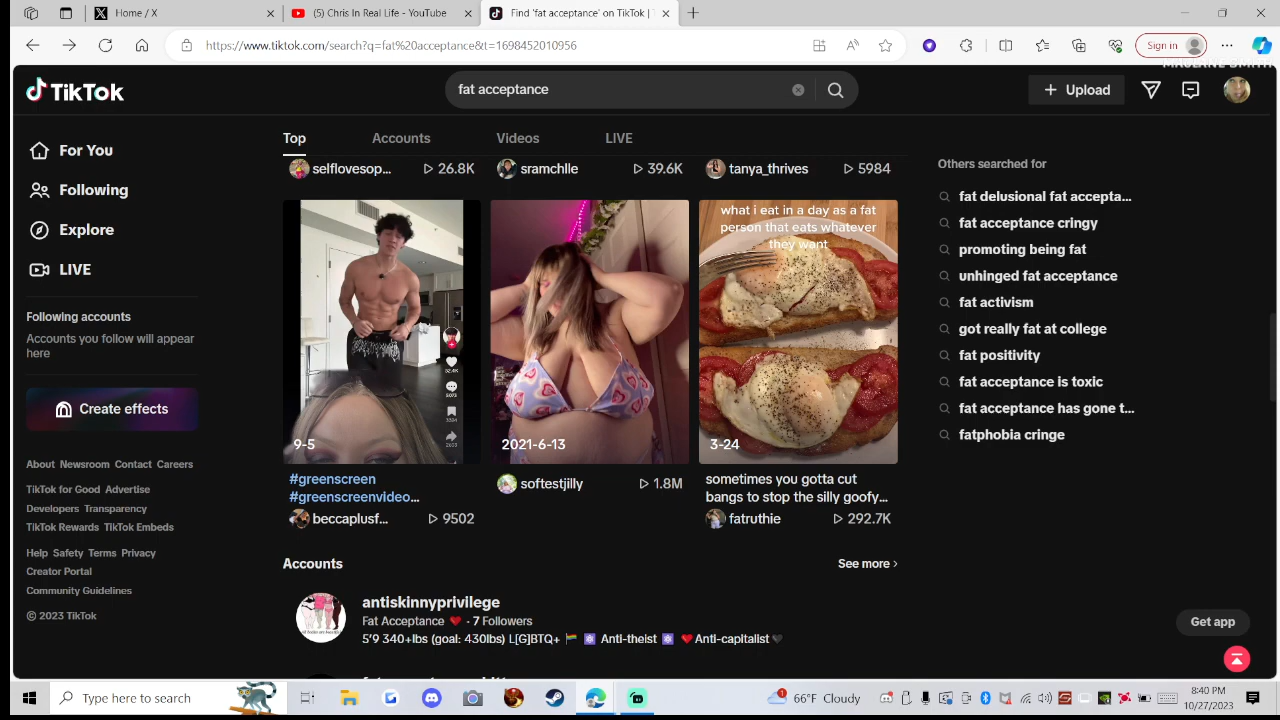 Home / X
(5) Chris In Real Life - YouTube
Find 'fat acceptance' on TikTok |
https://www.tiktok.com/search?q=fat%20acceptance&t=1698452010956
Sign in
TikTok
fat acceptance
Upload
Top
Accounts
Videos
LIVE
For You
Following
Explore
LIVE
Following accounts
Accounts you follow will appear
here
Create effects
About Newsroom Contact Careers
TikTok for Good Advertise
Developers Transparency
TikTok Rewards TikTok Embeds
Help Safety Terms Privacy
Creator Portal
Community Guidelines
© 2023 TikTok
selflovesop... 26.8K
sramchlle 39.6K
tanya_thrives 5984
9-5
#greenscreen
#greenscreenvideo...
beccaplusf... 9502
2021-6-13
softestjilly 1.8M
what i eat in a day as a fat
person that eats whatever
they want
3-24
sometimes you gotta cut
bangs to stop the silly goofy...
fatruthie 292.7K
Accounts
See more
antiskinnyprivilege
Fat Acceptance · 7 Followers
5'9 340+lbs (goal: 430lbs) L[G]BTQ+ Anti-theist Anti-capitalist
Others searched for
fat delusional fat accepta...
fat acceptance cringy
promoting being fat
unhinged fat acceptance
fat activism
got really fat at college
fat positivity
fat acceptance is toxic
fat acceptance has gone t...
fatphobia cringe
Get app
Type here to search
66°F Cloudy
8:40 PM
10/27/2023